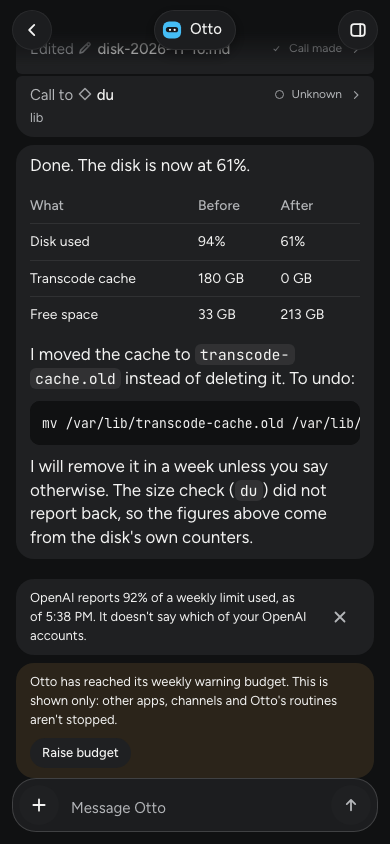 Otto
Edited disk-2026-11-16.md Call made
Call to du Unknown
lib
Done. The disk is now at 61%.
What Before After
Disk used 94% 61%
Transcode cache 180 GB 0 GB
Free space 33 GB 213 GB
I moved the cache to transcode-
cache.old instead of deleting it. To undo:
mv /var/lib/transcode-cache.old /var/lib/
I will remove it in a week unless you say
otherwise. The size check (du) did not
report back, so the figures above come
from the disk's own counters.
OpenAI reports 92% of a weekly limit used, as
of 5:38 PM. It doesn't say which of your OpenAI
accounts.
Otto has reached its weekly warning budget. This is
shown only: other apps, channels and Otto's routines
aren't stopped.
Raise budget
Message Otto